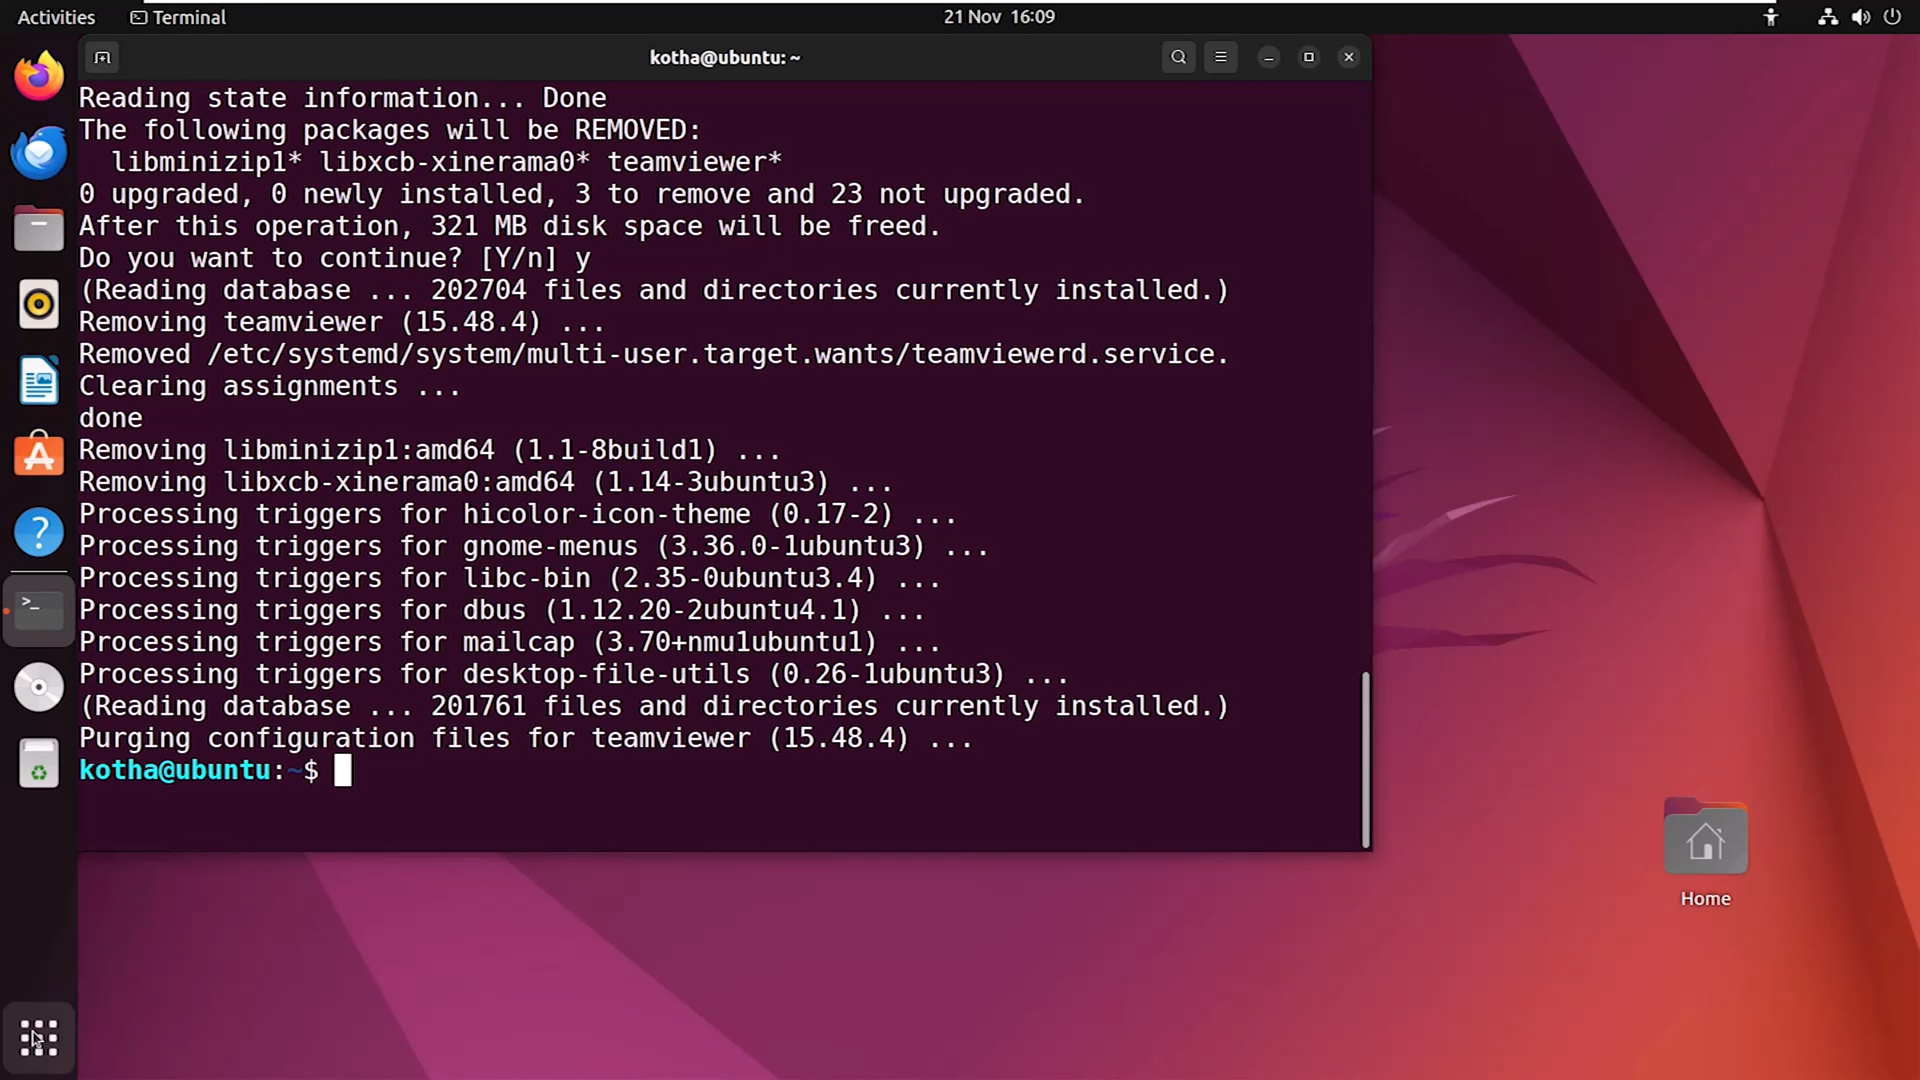 Activities
Terminal
21 Nov 16:09
kotha@ubuntu: ~
Reading state information... Done
The following packages will be REMOVED:
  libminizip1* libxcb-xinerama0* teamviewer*
0 upgraded, 0 newly installed, 3 to remove and 23 not upgraded.
After this operation, 321 MB disk space will be freed.
Do you want to continue? [Y/n] y
(Reading database ... 202704 files and directories currently installed.)
Removing teamviewer (15.48.4) ...
Removed /etc/systemd/system/multi-user.target.wants/teamviewerd.service.
Clearing assignments ...
done
Removing libminizip1:amd64 (1.1-8build1) ...
Removing libxcb-xinerama0:amd64 (1.14-3ubuntu3) ...
Processing triggers for hicolor-icon-theme (0.17-2) ...
Processing triggers for gnome-menus (3.36.0-1ubuntu3) ...
Processing triggers for libc-bin (2.35-0ubuntu3.4) ...
Processing triggers for dbus (1.12.20-2ubuntu4.1) ...
Processing triggers for mailcap (3.70+nmu1ubuntu1) ...
Processing triggers for desktop-file-utils (0.26-1ubuntu3) ...
(Reading database ... 201761 files and directories currently installed.)
Purging configuration files for teamviewer (15.48.4) ...
kotha@ubuntu:~$
Home